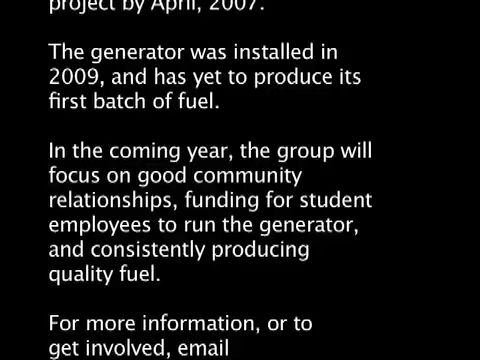 project by April, 2007.
The generator was installed in
2009, and has yet to produce its
first batch of fuel.
In the coming year, the group will
focus on good community
relationships, funding for student
employees to run the generator,
and consistently producing
quality fuel.
For more information, or to
get involved, email